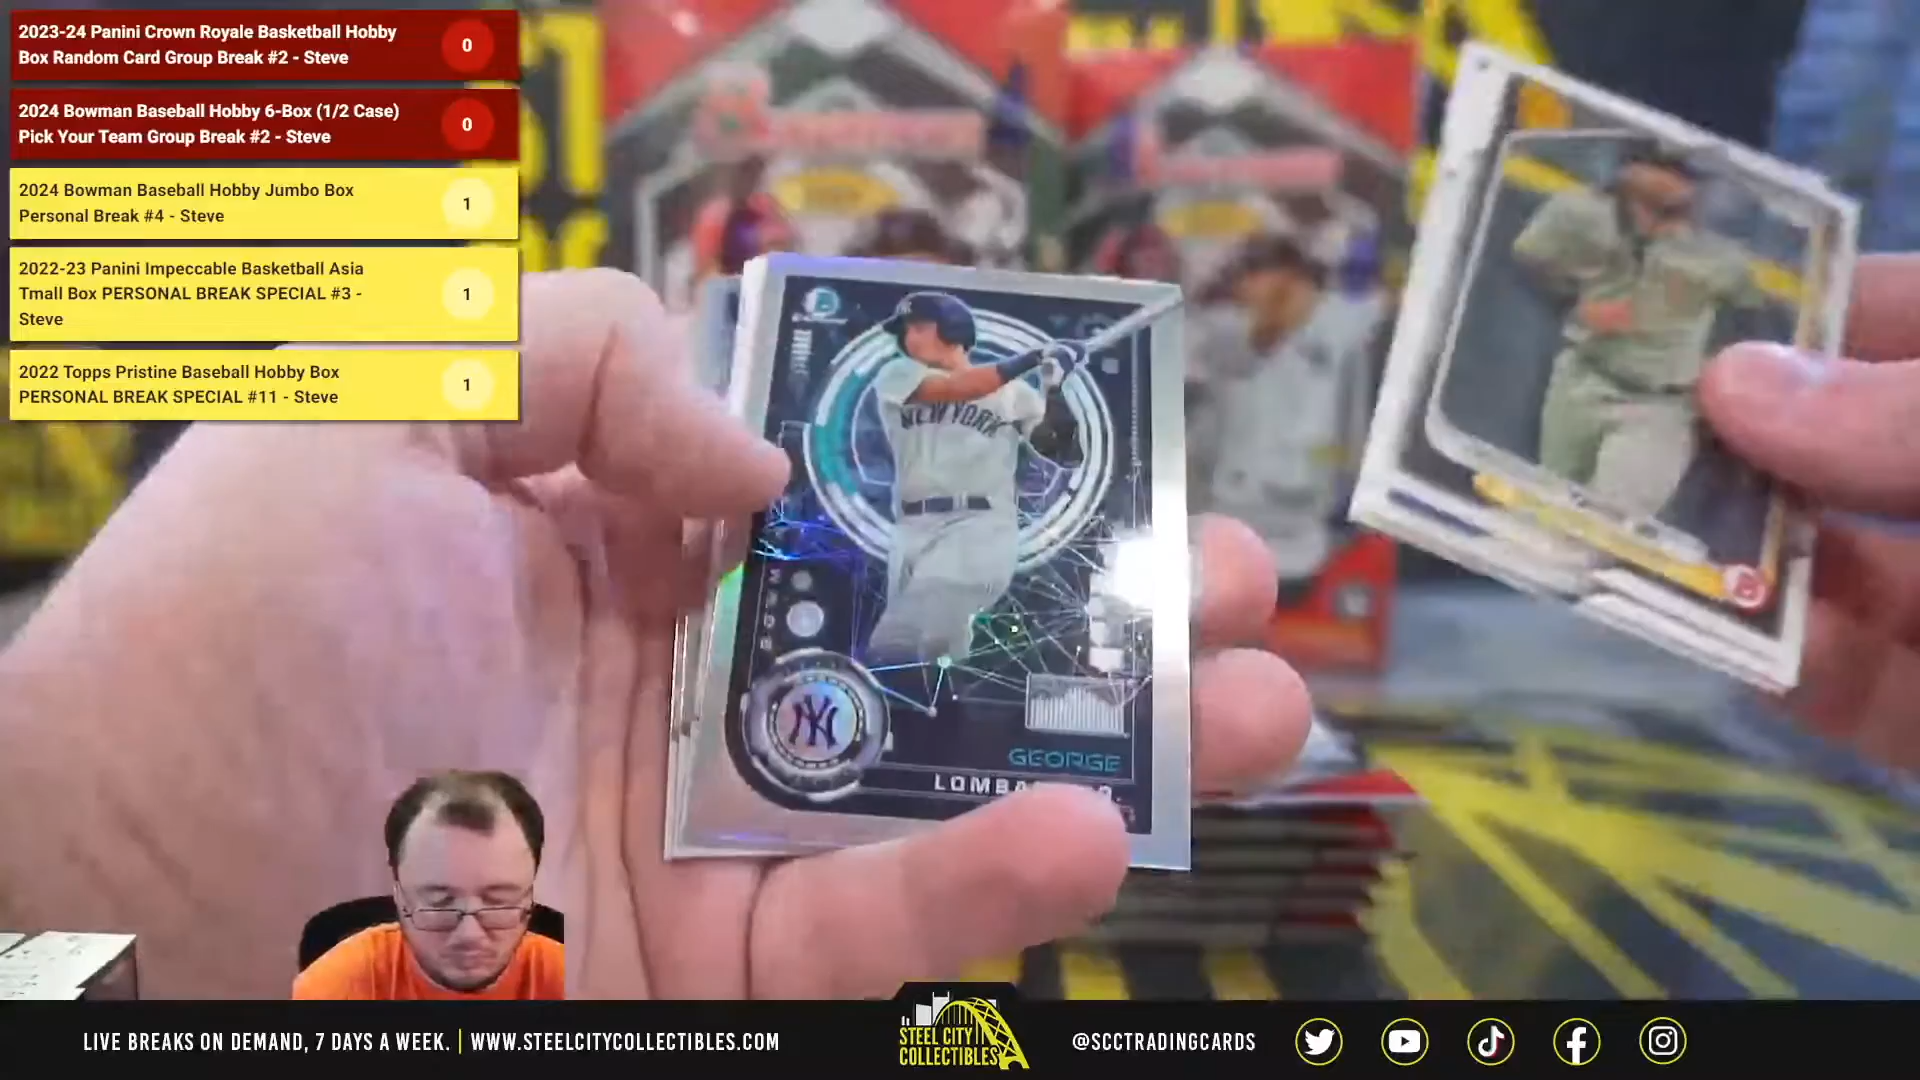 2023-24 Panini Crown Royale Basketball Hobby
Box Random Card Group Break #2 - Steve
0
2024 Bowman Baseball Hobby 6-Box (1/2 Case)
Pick Your Team Group Break #2 - Steve
0
2024 Bowman Baseball Hobby Jumbo Box
Personal Break #4 - Steve
1
2022-23 Panini Impeccable Basketball Asia
Tmall Box PERSONAL BREAK SPECIAL #3 -
Steve
1
2022 Topps Pristine Baseball Hobby Box
PERSONAL BREAK SPECIAL #11 - Steve
1
NEW YORK
NY
GEORGE
LIVE BREAKS ON DEMAND, 7 DAYS A WEEK. | WWW.STEELCITYCOLLECTIBLES.COM
STEEL CITY
COLLECTIBLES
@SCCTRADINGCARDS